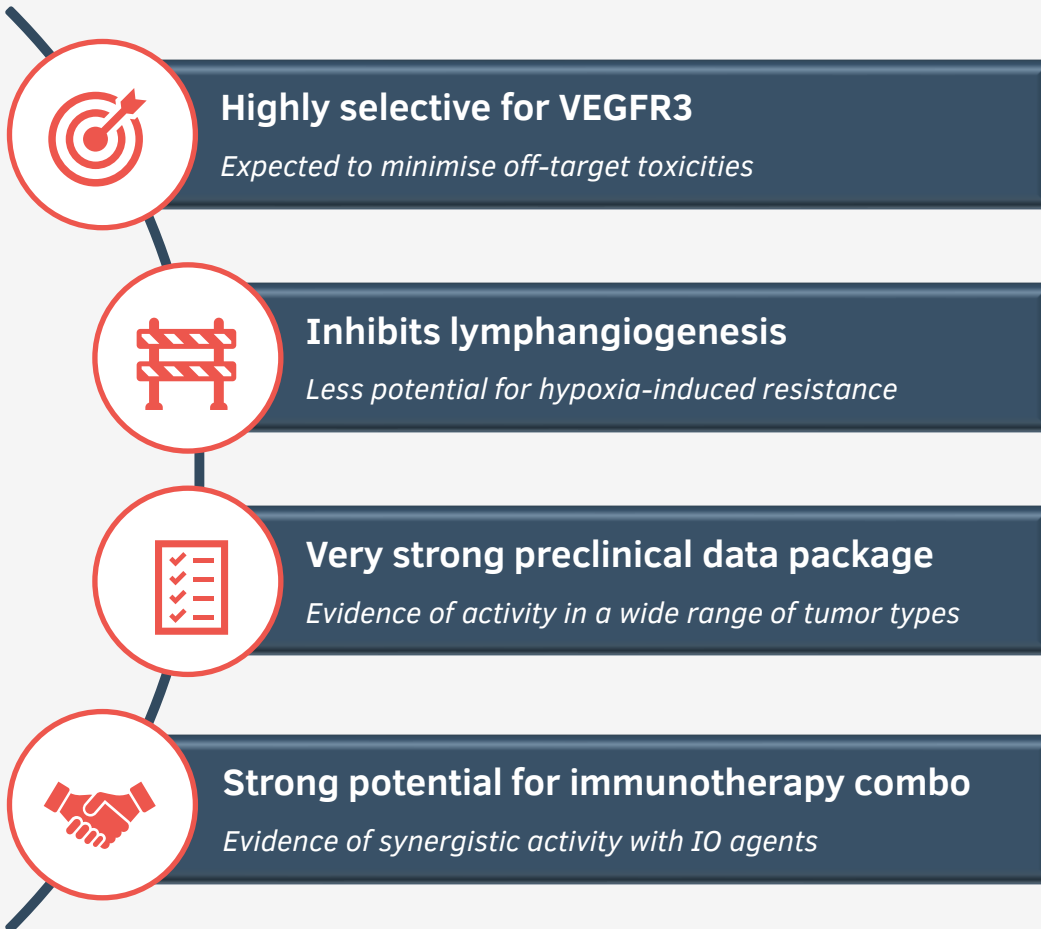 Highly selective for VEGFR3
Expected to minimise off-target toxicities
Inhibits lymphangiogenesis
Less potential for hypoxia-induced resistance
Very strong preclinical data package
Evidence of activity in a wide range of tumor types
Strong potential for immunotherapy combo
Evidence of synergistic activity with IO agents